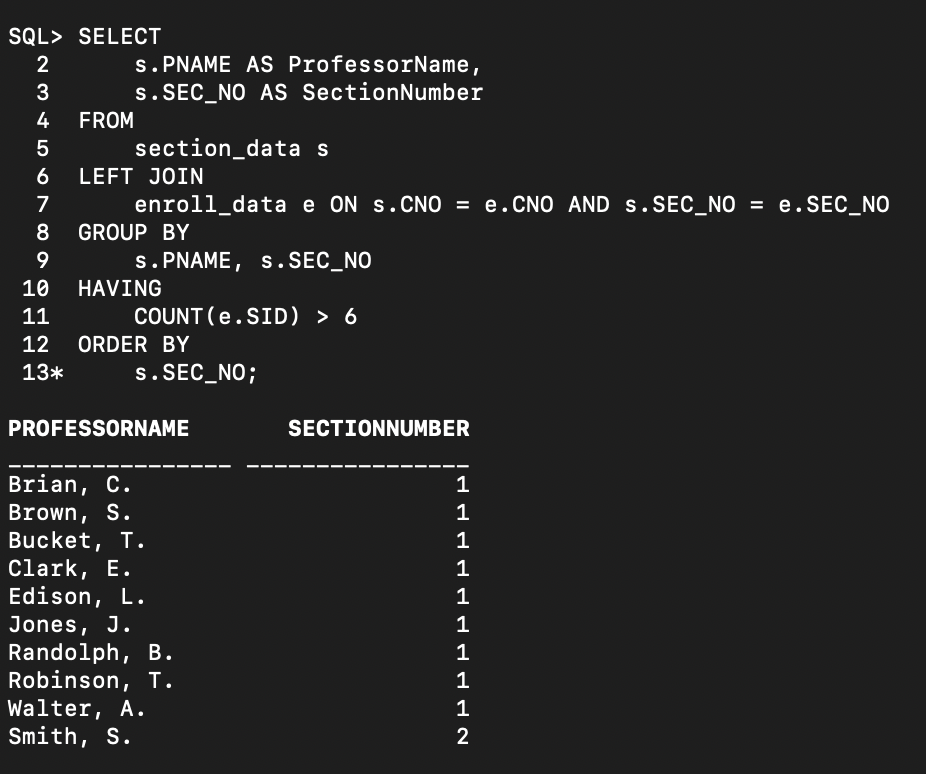 SQL> SELECT
  2      s.PNAME AS ProfessorName,
  3      s.SEC_NO AS SectionNumber
  4  FROM
  5      section_data s
  6  LEFT JOIN
  7      enroll_data e ON s.CNO = e.CNO AND s.SEC_NO = e.SEC_NO
  8  GROUP BY
  9      s.PNAME, s.SEC_NO
 10  HAVING
 11      COUNT(e.SID) > 6
 12  ORDER BY
 13*     s.SEC_NO;
PROFESSORNAME       SECTIONNUMBER
________________ ________________
Brian, C.                       1
Brown, S.                       1
Bucket, T.                      1
Clark, E.                       1
Edison, L.                      1
Jones, J.                       1
Randolph, B.                    1
Robinson, T.                    1
Walter, A.                      1
Smith, S.                       2